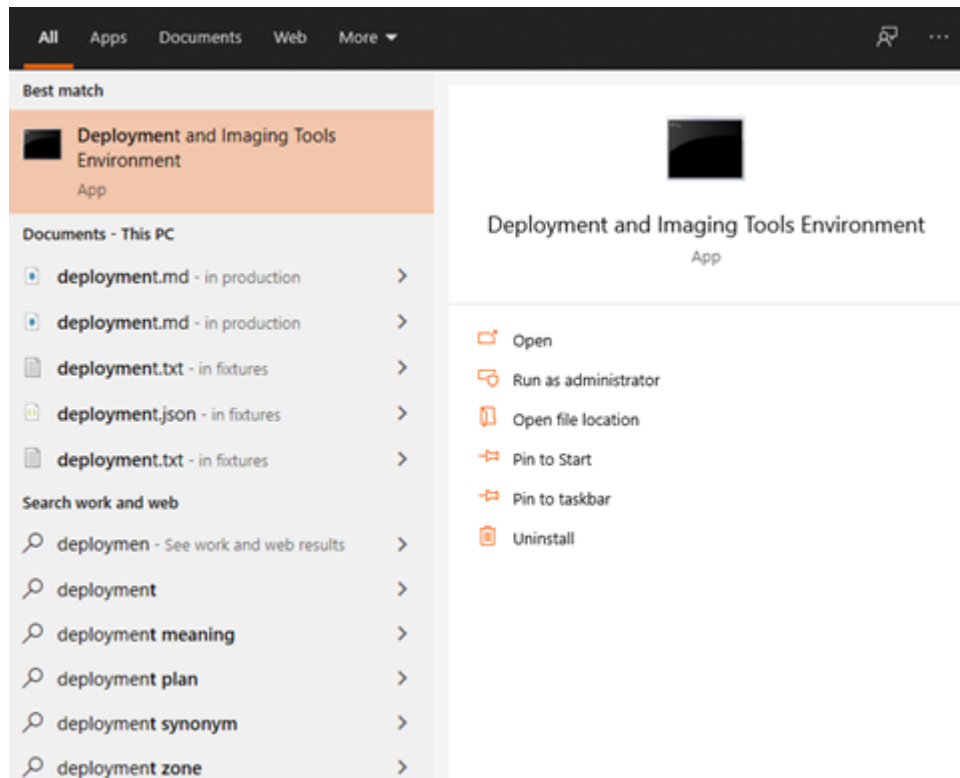 All Apps Documents Web More
Best match
Deployment and Imaging Tools
Environment
App
Documents - This PC
deployment.md - in production
deployment.md - in production
deployment.txt - in fixtures
deployment.json - in fixtures
deployment.txt - in fixtures
Search work and web
deploymen - See work and web results
deployment
deployment meaning
deployment plan
deployment synonym
deployment zone
Deployment and Imaging Tools Environment
App
Open
Run as administrator
Open file location
Pin to Start
Pin to taskbar
Uninstall